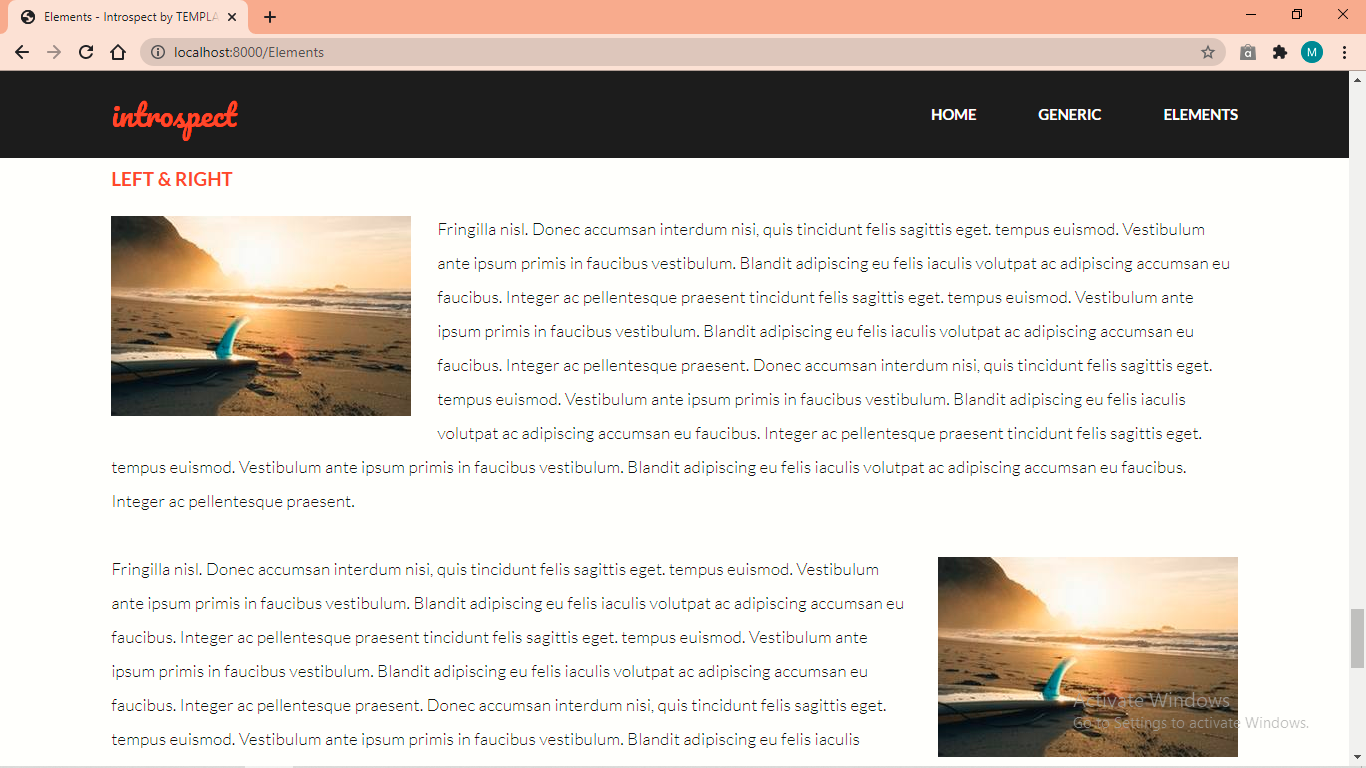 Elements - Introspect by TEMPLA
localhost:8000/Elements
M
introspect
HOME
GENERIC
ELEMENTS
LEFT & RIGHT
Fringilla nisl. Donec accumsan interdum nisi, quis tincidunt felis sagittis eget. tempus euismod. Vestibulum
ante ipsum primis in faucibus vestibulum. Blandit adipiscing eu felis iaculis volutpat ac adipiscing accumsan eu
faucibus. Integer ac pellentesque praesent tincidunt felis sagittis eget. tempus euismod. Vestibulum ante
ipsum primis in faucibus vestibulum. Blandit adipiscing eu felis iaculis volutpat ac adipiscing accumsan eu
faucibus. Integer ac pellentesque praesent. Donec accumsan interdum nisi, quis tincidunt felis sagittis eget.
tempus euismod. Vestibulum ante ipsum primis in faucibus vestibulum. Blandit adipiscing eu felis iaculis
volutpat ac adipiscing accumsan eu faucibus. Integer ac pellentesque praesent tincidunt felis sagittis eget.
tempus euismod. Vestibulum ante ipsum primis in faucibus vestibulum. Blandit adipiscing eu felis iaculis volutpat ac adipiscing accumsan eu faucibus.
Integer ac pellentesque praesent.
Fringilla nisl. Donec accumsan interdum nisi, quis tincidunt felis sagittis eget. tempus euismod. Vestibulum
ante ipsum primis in faucibus vestibulum. Blandit adipiscing eu felis iaculis volutpat ac adipiscing accumsan eu
faucibus. Integer ac pellentesque praesent tincidunt felis sagittis eget. tempus euismod. Vestibulum ante
ipsum primis in faucibus vestibulum. Blandit adipiscing eu felis iaculis volutpat ac adipiscing accumsan eu
faucibus. Integer ac pellentesque praesent. Donec accumsan interdum nisi, quis tincidunt felis sagittis eget.
tempus euismod. Vestibulum ante ipsum primis in faucibus vestibulum. Blandit adipiscing eu felis iaculis
Activate Windows
Go to Settings to activate Windows.